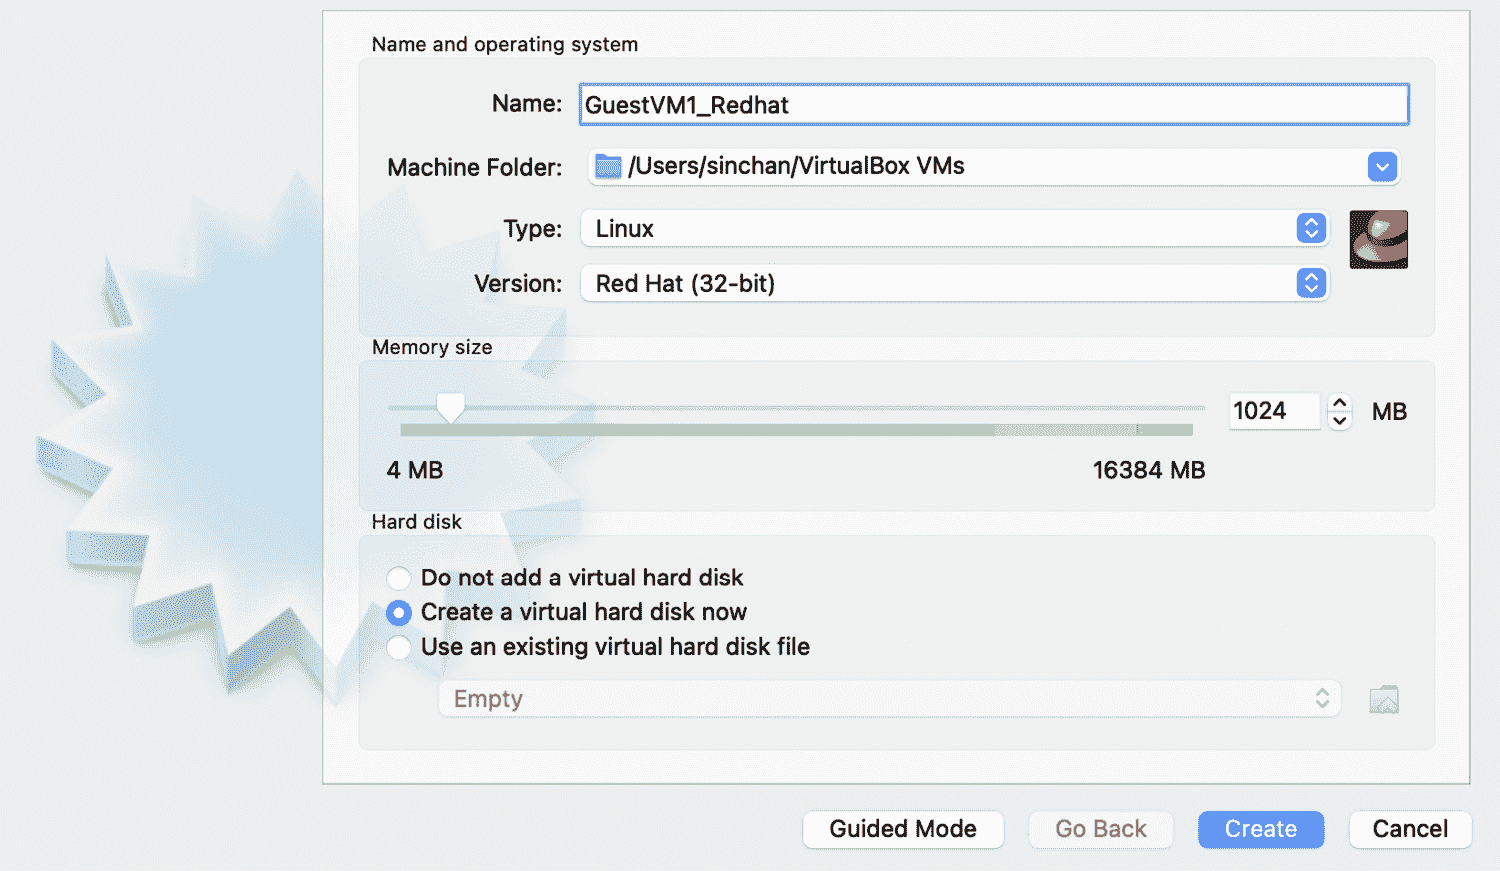 Name and operating system
Name: GuestVM1_Redhat
Machine Folder: /Users/sinchan/VirtualBox VMs
Type: Linux
Version: Red Hat (32-bit)
Memory size
1024 MB
4 MB 16384 MB
Hard disk
Do not add a virtual hard disk
Create a virtual hard disk now
Use an existing virtual hard disk file
Empty
Guided Mode Go Back Create Cancel